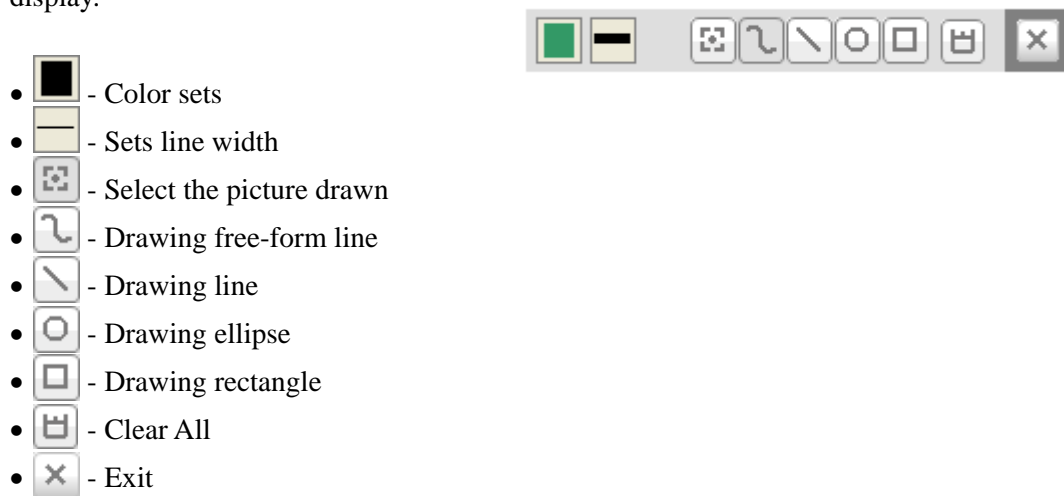 display.
• - Color sets
• - Sets line width
• - Select the picture drawn
• - Drawing free-form line
• - Drawing line
• - Drawing ellipse
• - Drawing rectangle
• - Clear All
• - Exit